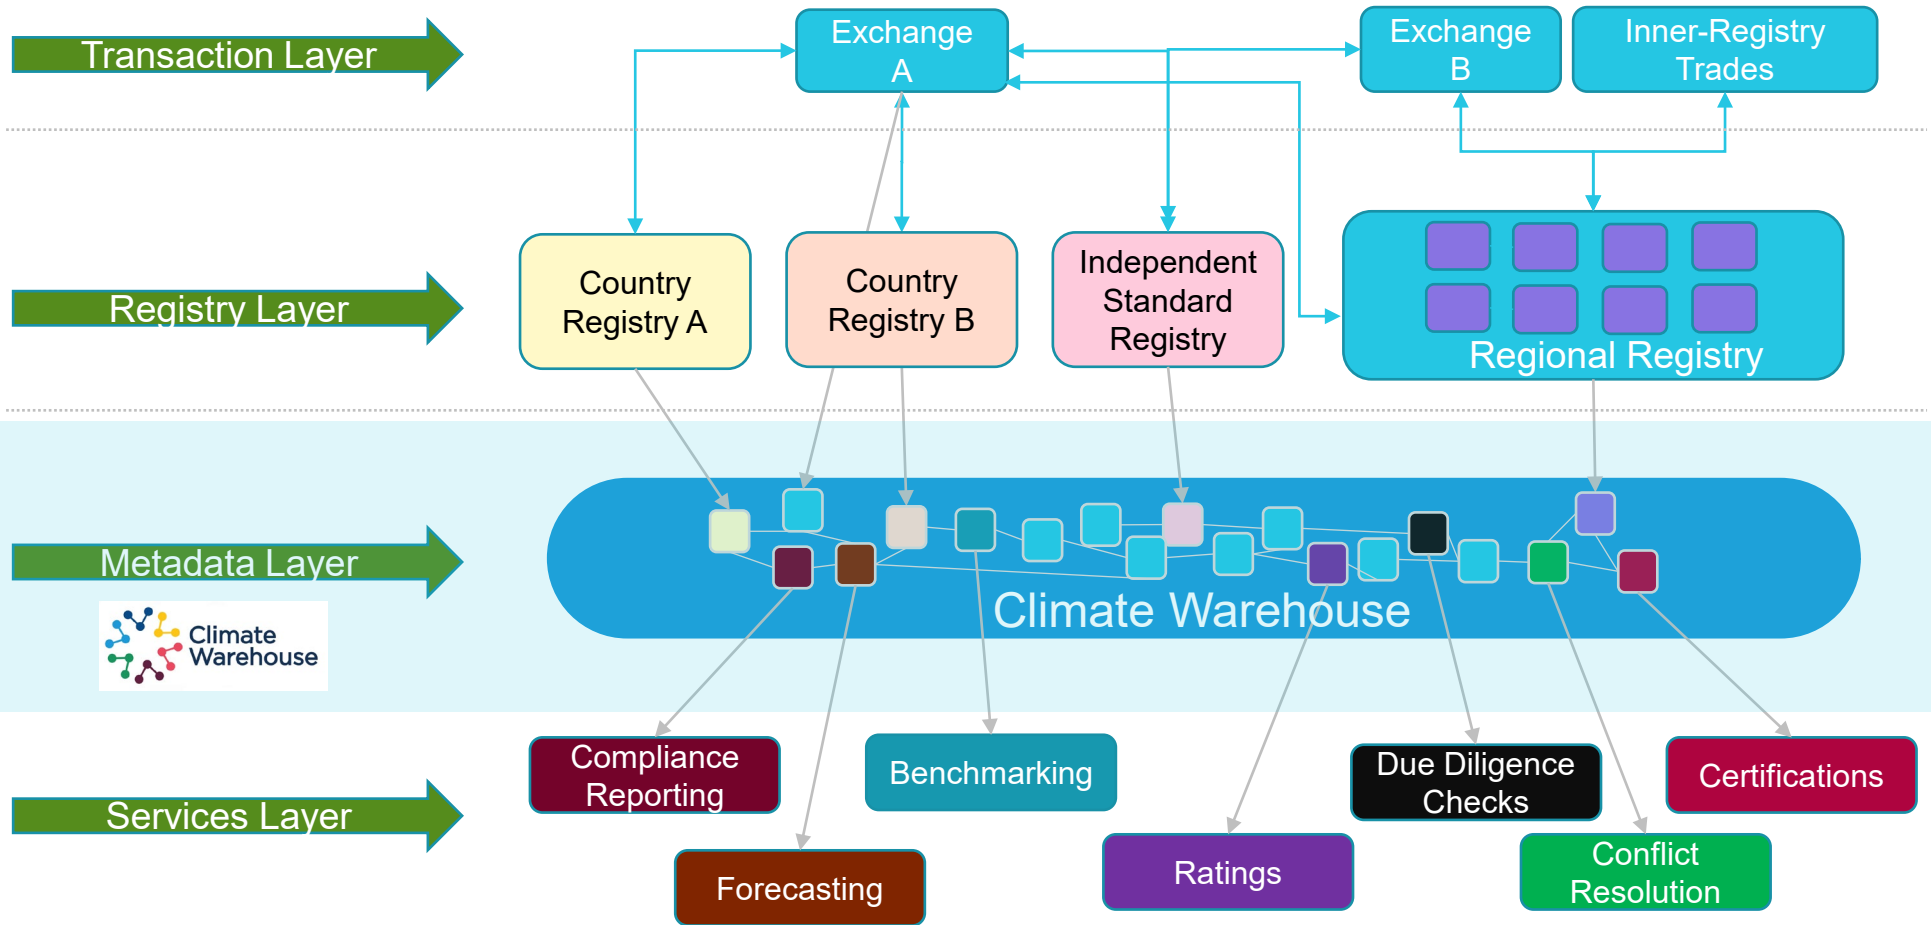 Transaction Layer
Exchange
A
Exchange
B
Inner-Registry
Trades
Registry Layer
Country
Registry A
Country
Registry B
Independent
Standard
Registry
Regional Registry
Metadata Layer
Climate Warehouse
Climate
Warehouse
Services Layer
Compliance
Reporting
Benchmarking
Due Diligence
Checks
Certifications
Forecasting
Ratings
Conflict
Resolution